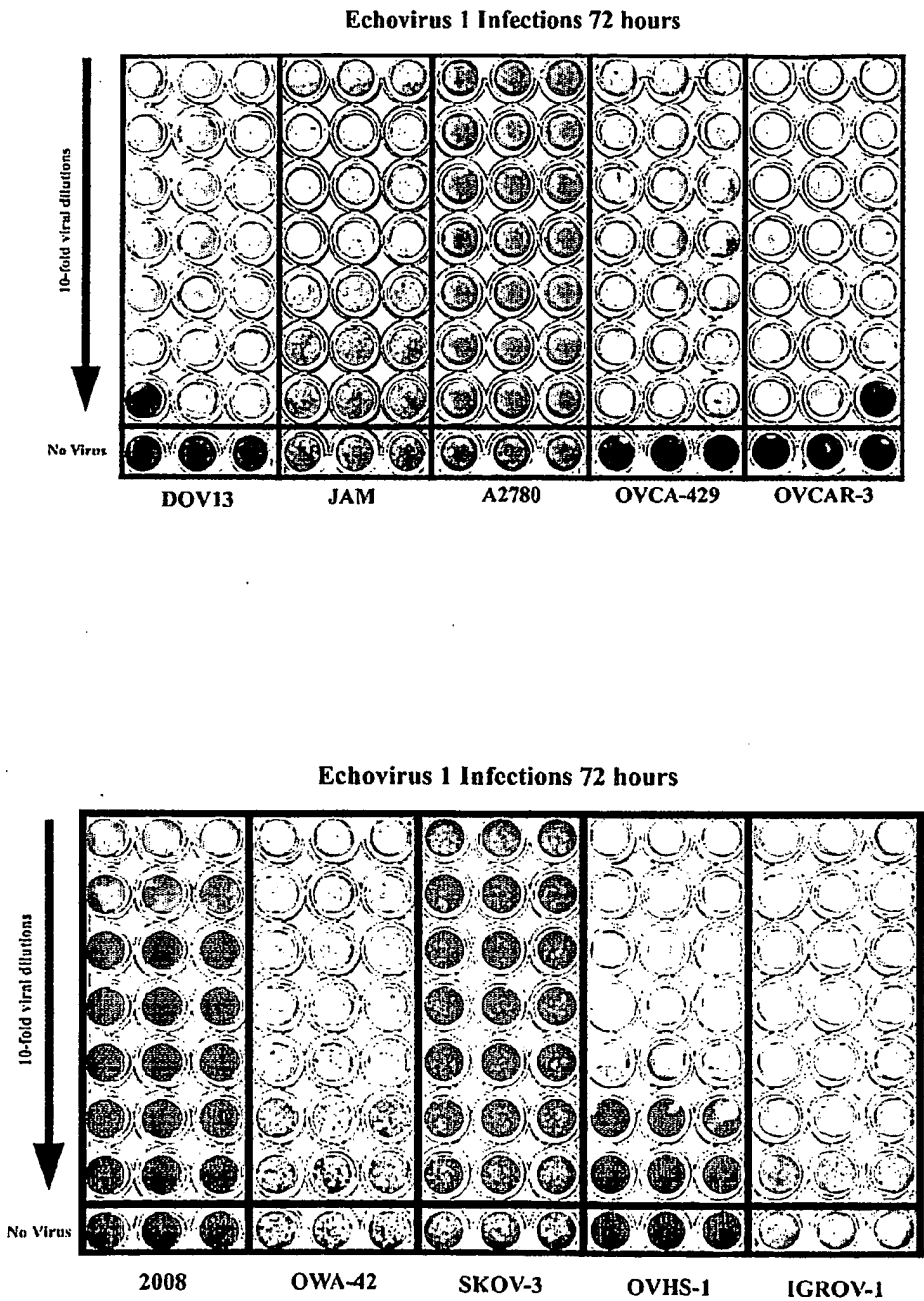 Echovirus 1 Infections 72 hours
10-fold viral dilutions
No Virus
DOV13 JAM A2780 OVCA-429 OVCAR-3
Echovirus 1 Infections 72 hours
10-fold viral dilutions
No Virus
2008 OWA-42 SKOV-3 OVHS-1 IGROV-1